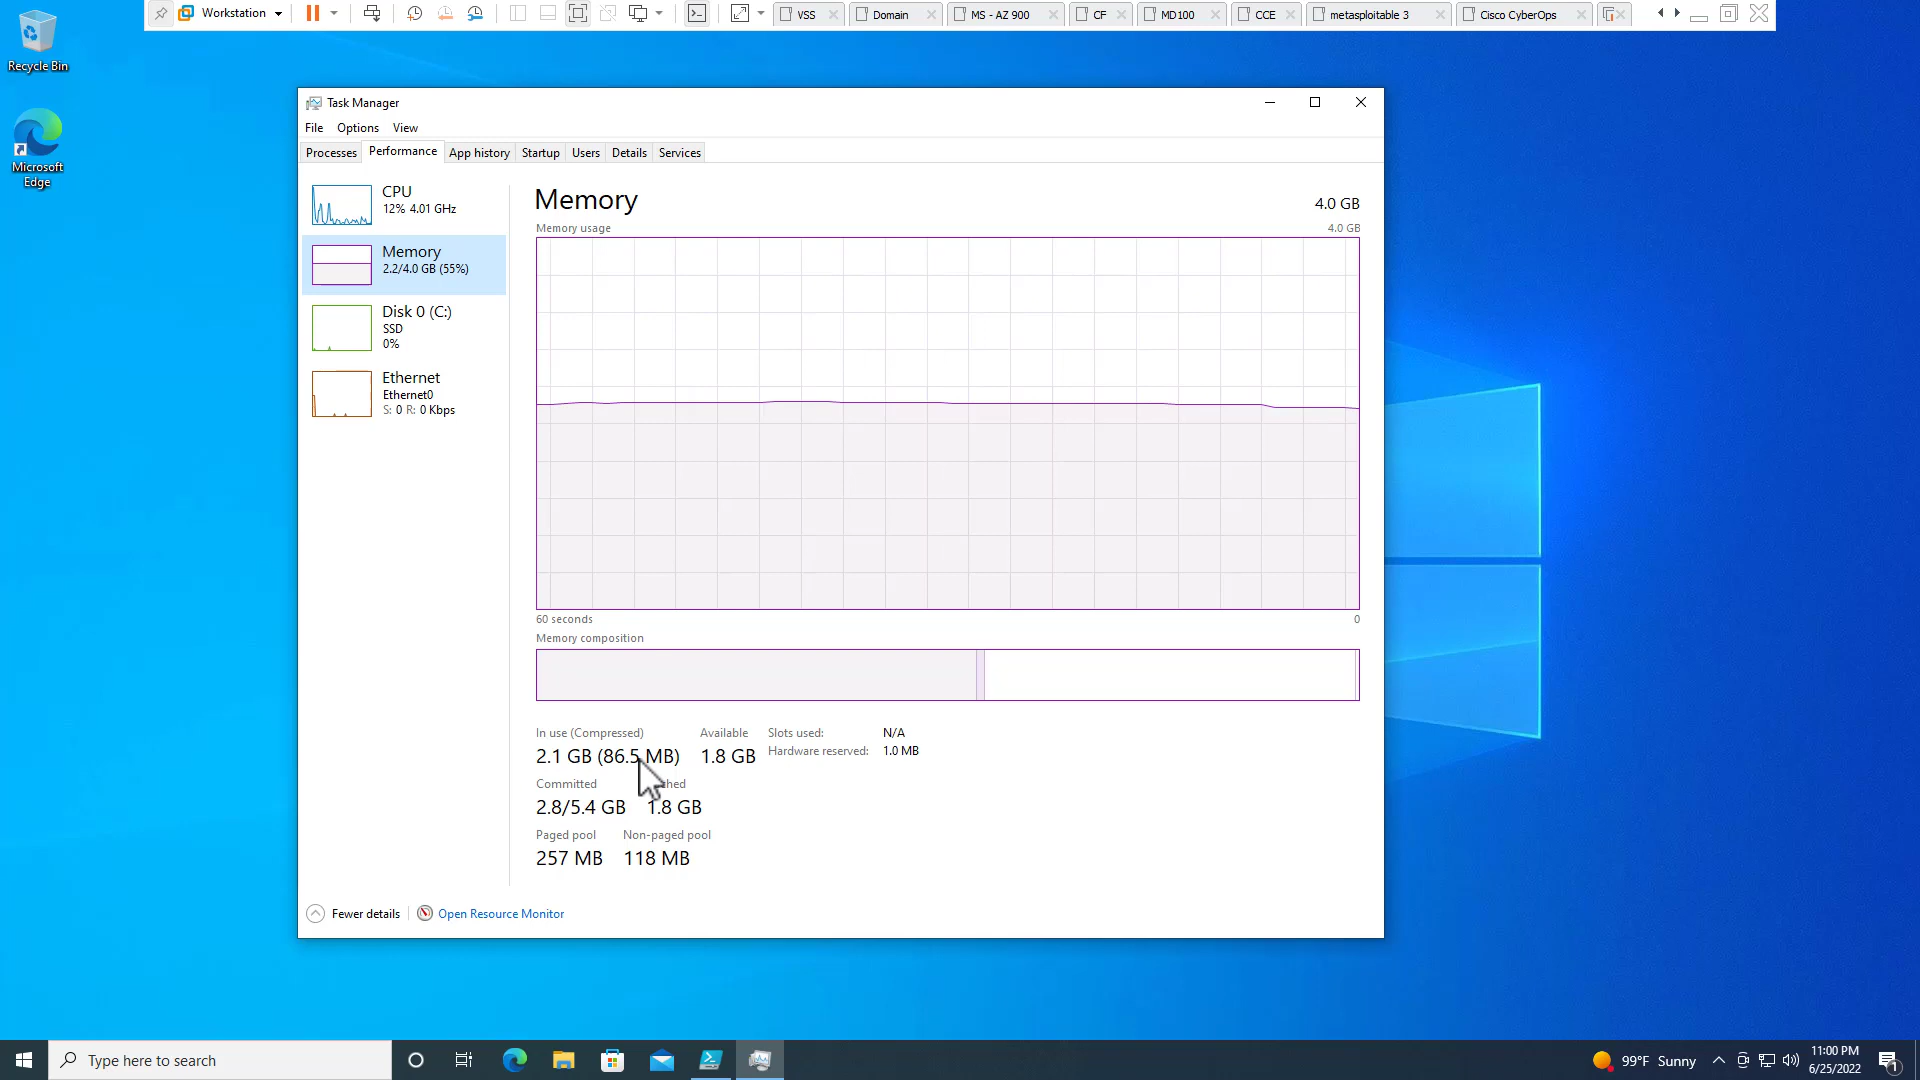 Workstation
VSS
Domain
MS - AZ 900
CF
MD100
CCE
metasploitable 3
Cisco CyberOps
Recycle Bin
Microsoft
Edge
Task Manager
File Options View
Processes Performance App history Startup Users Details Services
CPU
12% 4.01 GHz
Memory
2.2/4.0 GB (55%)
Disk 0 (C:)
SSD
0%
Ethernet
Ethernet0
S: 0 R: 0 Kbps
Memory 4.0 GB
Memory usage 4.0 GB
60 seconds 0
Memory composition
In use (Compressed) Available Slots used: N/A
2.1 GB (86.5 MB) 1.8 GB Hardware reserved: 1.0 MB
Committed
2.8/5.4 GB 1.8 GB
Paged pool Non-paged pool
257 MB 118 MB
Fewer details Open Resource Monitor
Type here to search
99°F Sunny
11:00 PM
6/25/2022
1